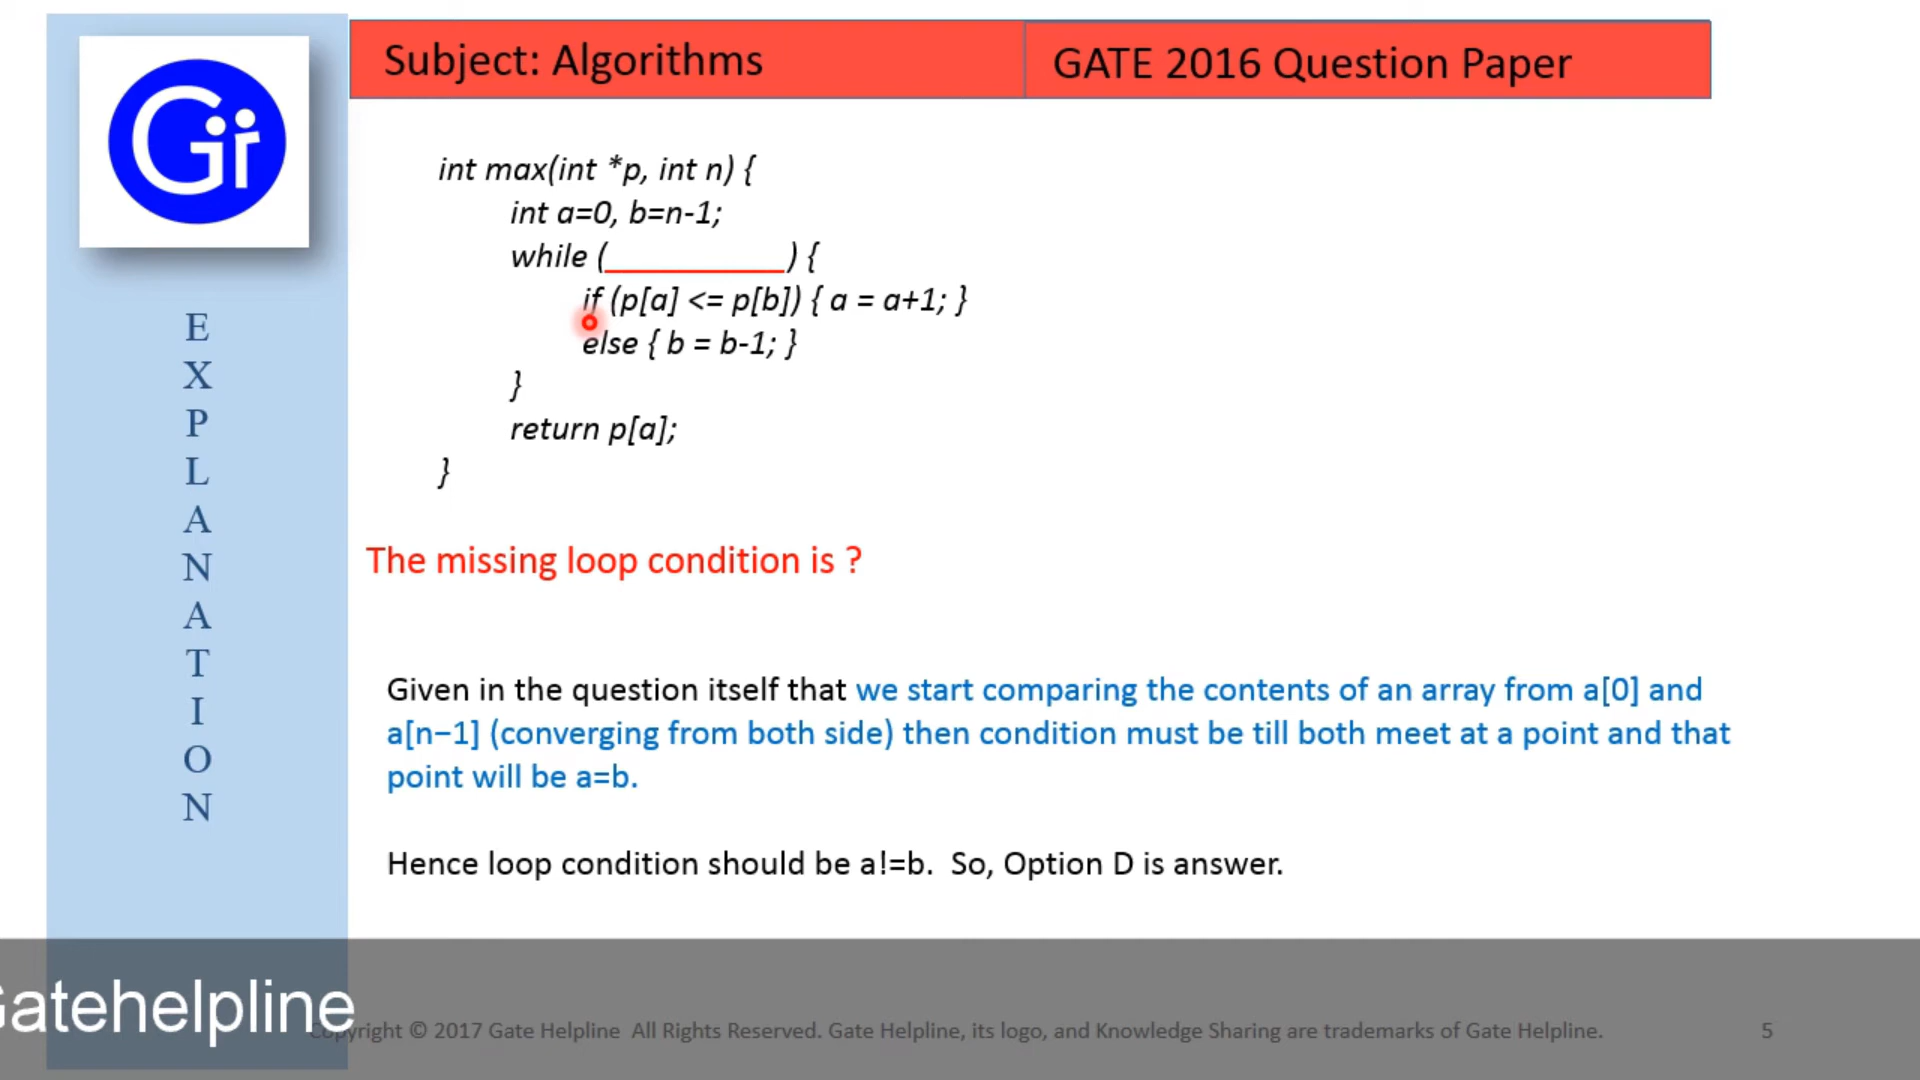 Subject: Algorithms
GATE 2016 Question Paper
int max(int *p, int n) {
int a=0, b=n-1;
while (__________) {
if (p[a] <= p[b]) { a = a+1; }
else { b = b-1; }
}
return p[a];
}
The missing loop condition is ?
Given in the question itself that we start comparing the contents of an array from a[0] and
a[n−1] (converging from both side) then condition must be till both meet at a point and that
point will be a=b.
Hence loop condition should be a!=b. So, Option D is answer.
E
X
P
L
A
N
A
T
I
O
N
Gatehelpline
Copyright © 2017 Gate Helpline All Rights Reserved. Gate Helpline, its logo, and Knowledge Sharing are trademarks of Gate Helpline.
5